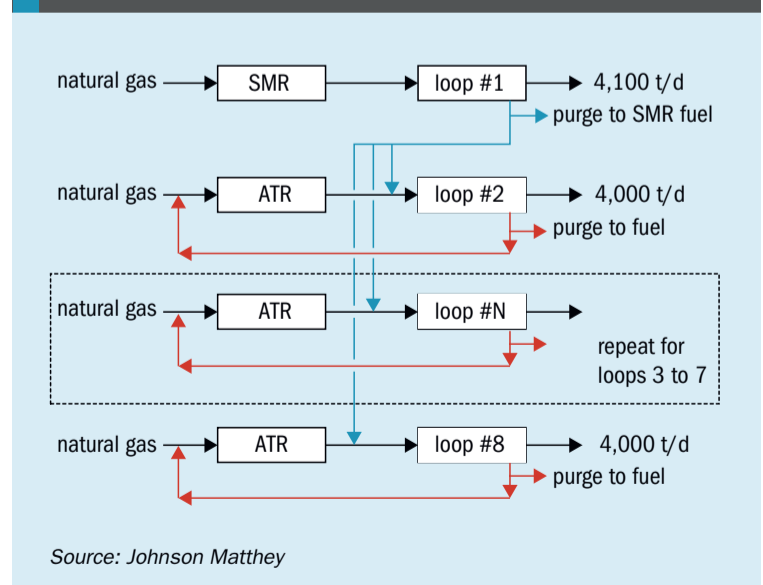 natural gas SMR loop #1 4,100 t/d
purge to SMR fuel
natural gas ATR loop #2 4,000 t/d
purge to fuel
natural gas ATR loop #N
repeat for
loops 3 to 7
natural gas ATR loop #8 4,000 t/d
purge to fuel
Source: Johnson Matthey